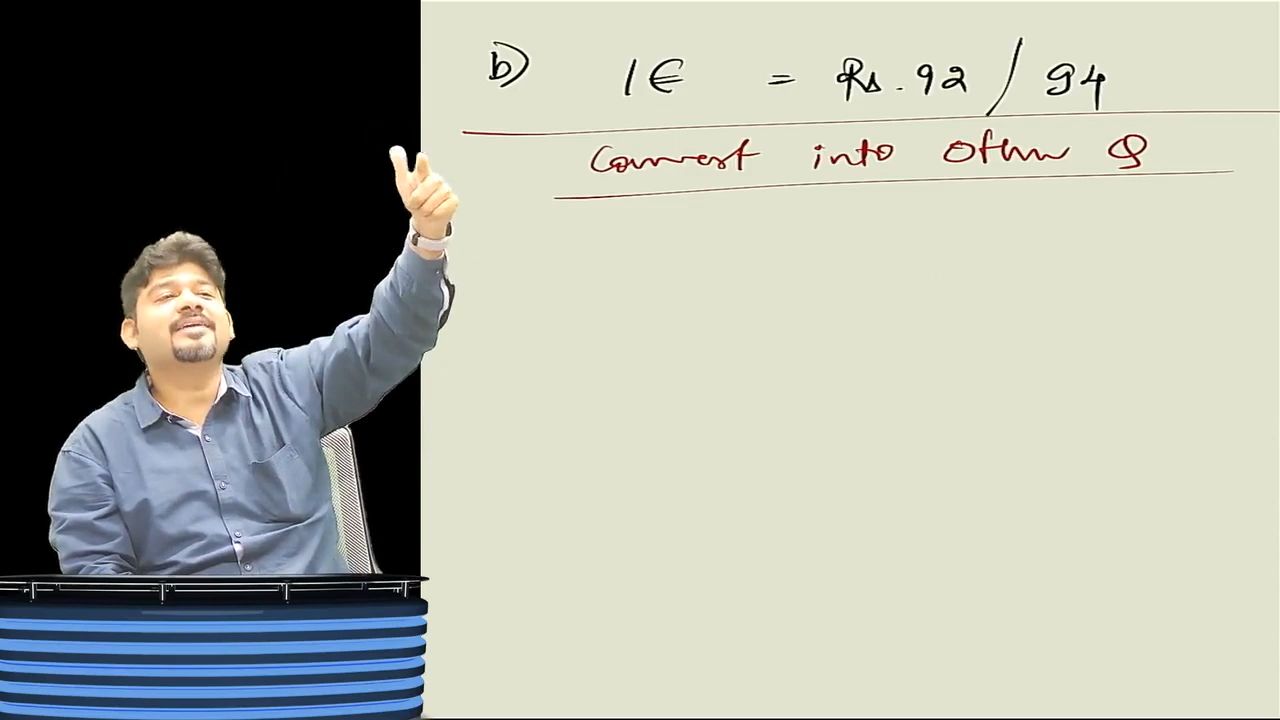 b) 1€ = Rs. 92 / 94
Convert into Other Q